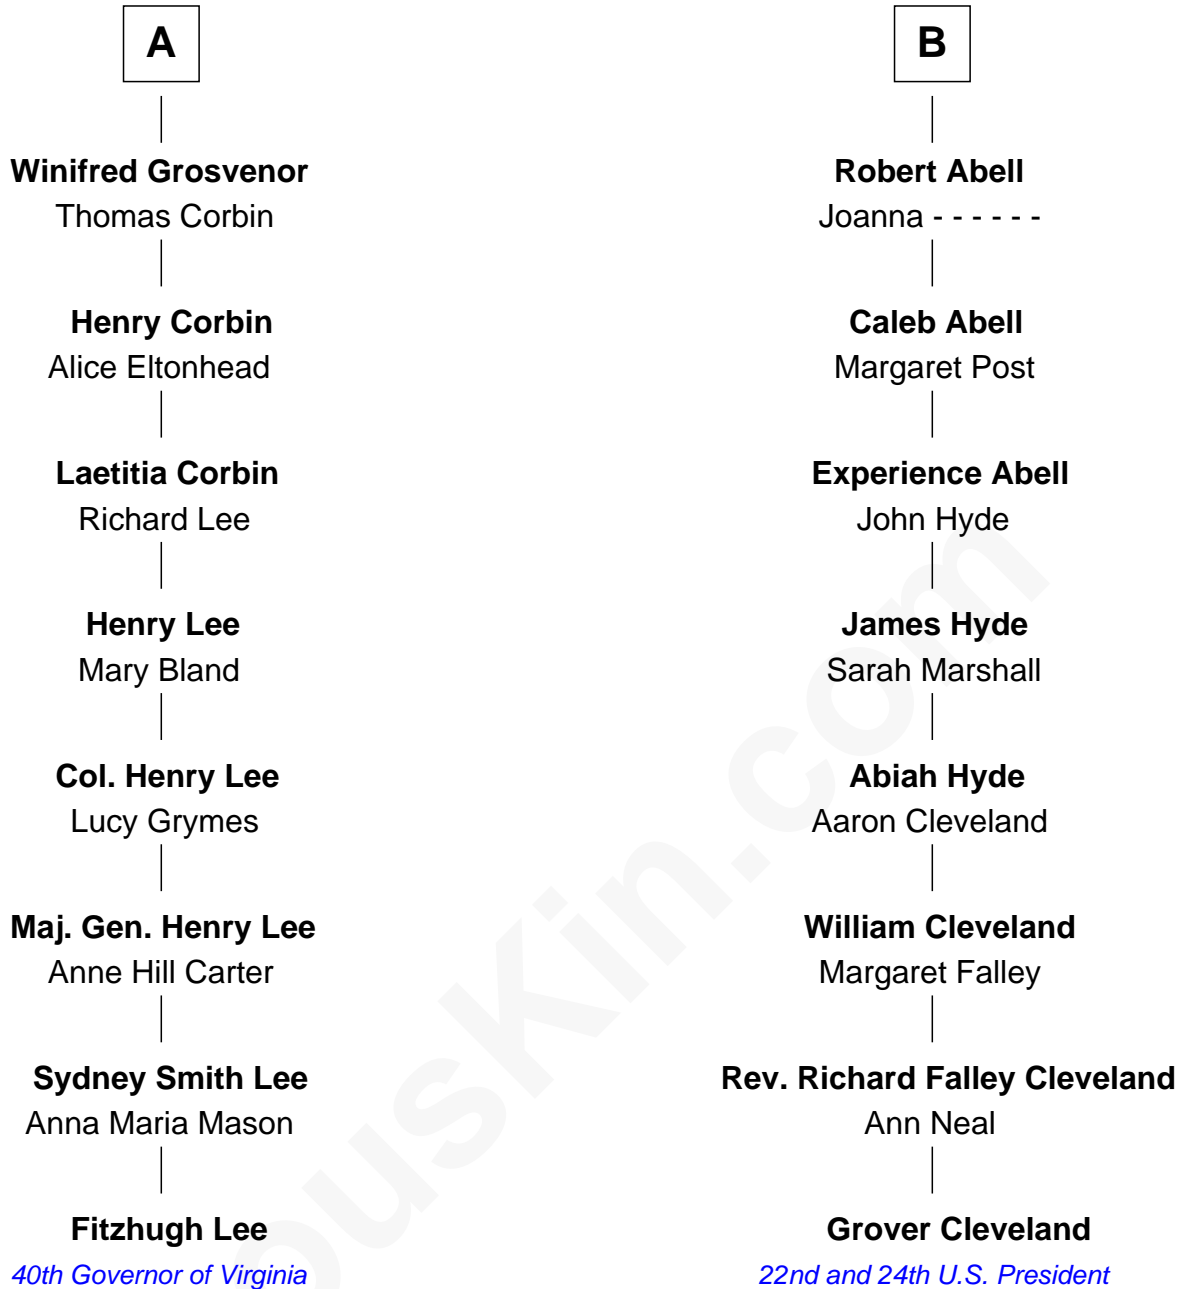 A
Winifred Grosvenor
Thomas Corbin
Henry Corbin
Alice Eltonhead
Laetitia Corbin
Richard Lee
Henry Lee
Mary Bland
Col. Henry Lee
Lucy Grymes
Maj. Gen. Henry Lee
Anne Hill Carter
Sydney Smith Lee
Anna Maria Mason
Fitzhugh Lee
40th Governor of Virginia
B
Robert Abell
Joanna - - - - - -
Caleb Abell
Margaret Post
Experience Abell
John Hyde
James Hyde
Sarah Marshall
Abiah Hyde
Aaron Cleveland
William Cleveland
Margaret Falley
Rev. Richard Falley Cleveland
Ann Neal
Grover Cleveland
22nd and 24th U.S. President
ousKin.com